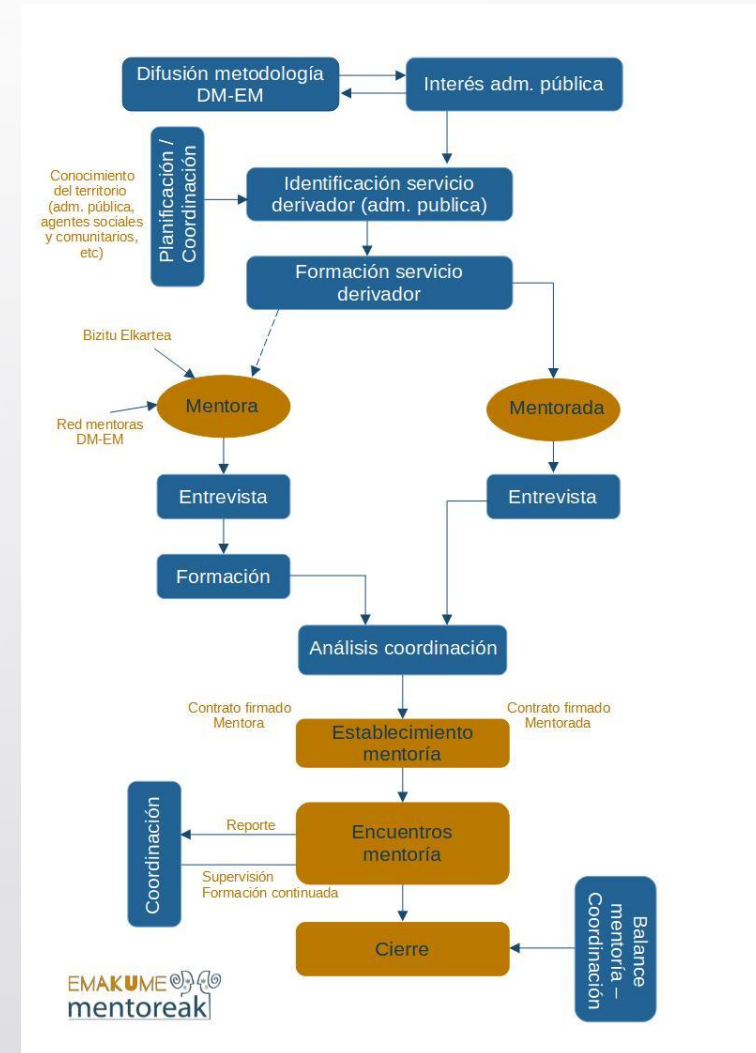 Difusión metodología
DM-EM
Interés adm. pública
Planificación /
Coordinación
Conocimiento
del territorio
(adm. pública,
agentes sociales
y comunitarios,
etc)
Identificación servicio
derivador (adm. publica)
Formación servicio
derivador
Bizitu Elkartea
Red mentoras
DM-EM
Mentora
Mentorada
Entrevista
Entrevista
Formación
Análisis coordinación
Contrato firmado
Mentora
Contrato firmado
Mentorada
Establecimiento
mentoría
Coordinación
Reporte
Supervisión
Formación continuada
Encuentros
mentoría
Cierre
Balance
mentoría –
Coordinación
EMAKUME
mentoreak